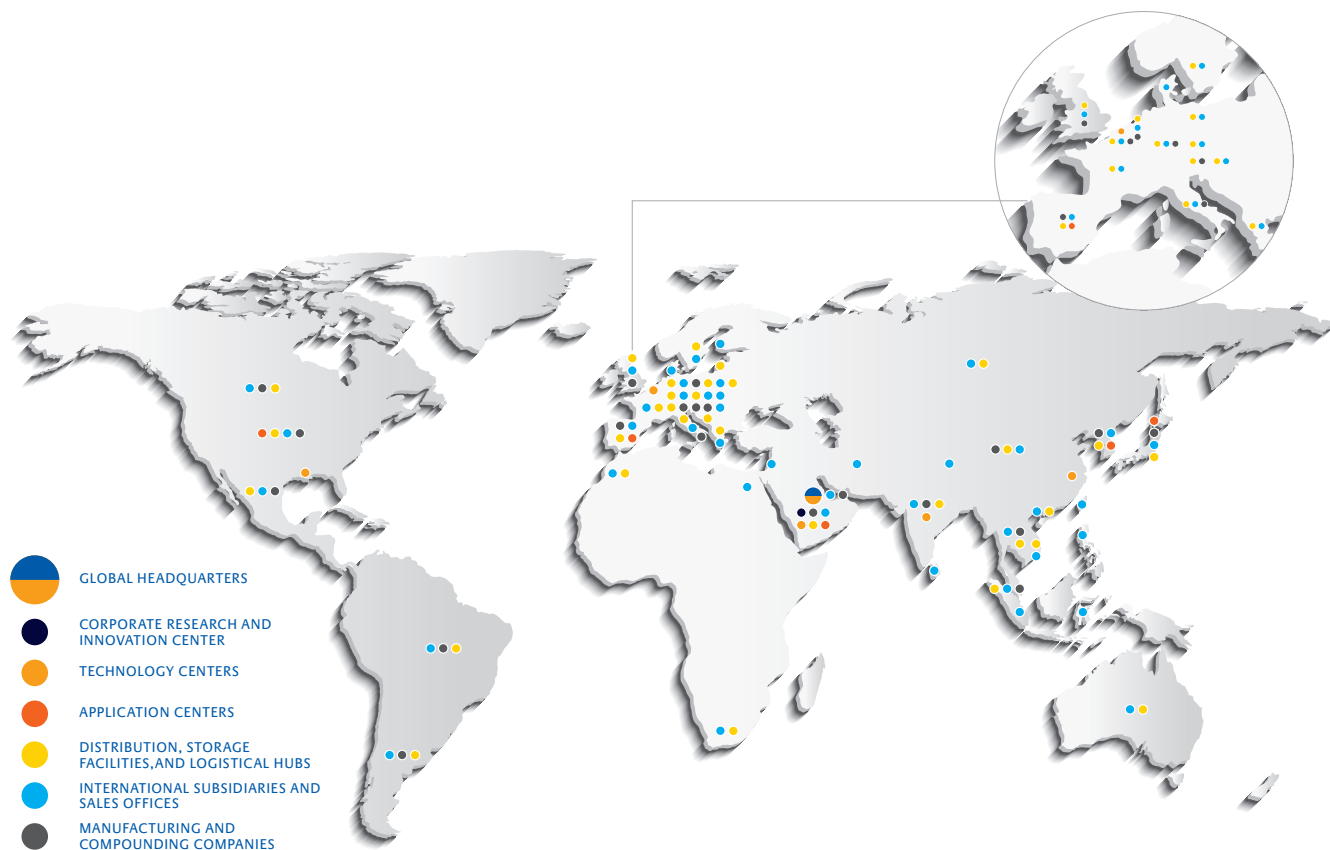 GLOBAL HEADQUARTERS
CORPORATE RESEARCH AND
INNOVATION CENTER
TECHNOLOGY CENTERS
APPLICATION CENTERS
DISTRIBUTION, STORAGE
FACILITIES,AND LOGISTICAL HUBS
INTERNATIONAL SUBSIDIARIES AND
SALES OFFICES
MANUFACTURING AND
COMPOUNDING COMPANIES